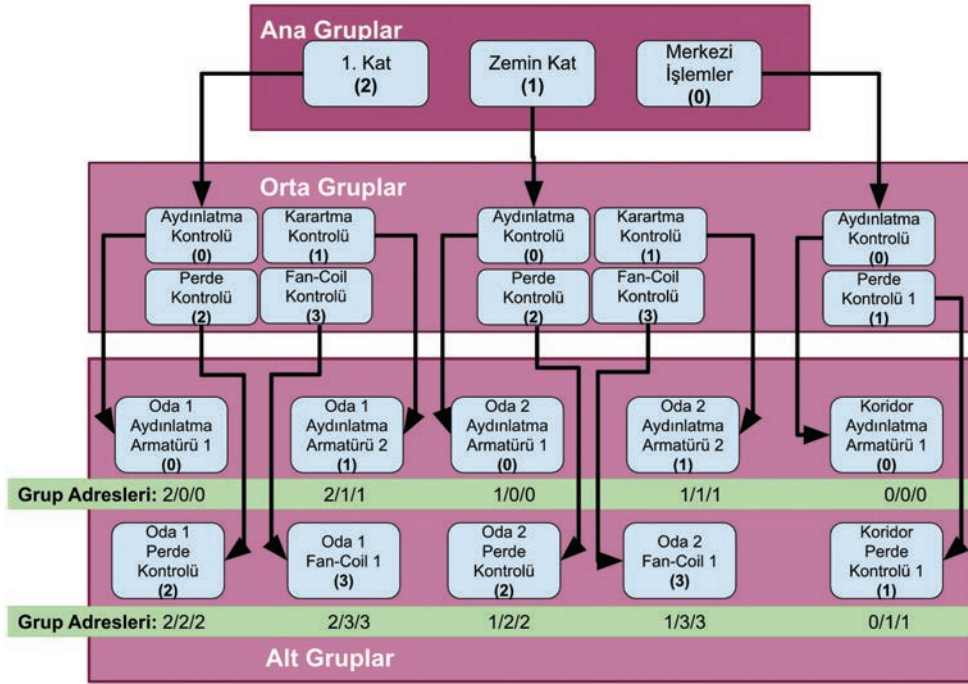 Ana Gruplar
1. Kat
(2)
Zemin Kat
(1)
Merkezi
İşlemler
(0)
Orta Gruplar
Aydınlatma
Kontrolü
(0)
Karartma
Kontrolü
(1)
Perde
Kontrolü
(2)
Fan-Coil
Kontrolü
(3)
Aydınlatma
Kontrolü
(0)
Karartma
Kontrolü
(1)
Perde
Kontrolü
(2)
Fan-Coil
Kontrolü
(3)
Aydınlatma
Kontrolü
(0)
Perde
Kontrolü 1
(1)
Oda 1
Aydınlatma
Armatürü 1
(0)
Oda 1
Aydınlatma
Armatürü 2
(1)
Oda 2
Aydınlatma
Armatürü 1
(0)
Oda 2
Aydınlatma
Armatürü 2
(1)
Koridor
Aydınlatma
Armatürü 1
(0)
Grup Adresleri: 2/0/0 2/1/1 1/0/0 1/1/1 0/0/0
Oda 1
Perde
Kontrolü
(2)
Oda 1
Fan-Coil 1
(3)
Oda 2
Perde
Kontrolü
(2)
Oda 2
Fan-Coil 1
(3)
Koridor
Perde
Kontrolü 1
(1)
Grup Adresleri: 2/2/2 2/3/3 1/2/2 1/3/3 0/1/1
Alt Gruplar